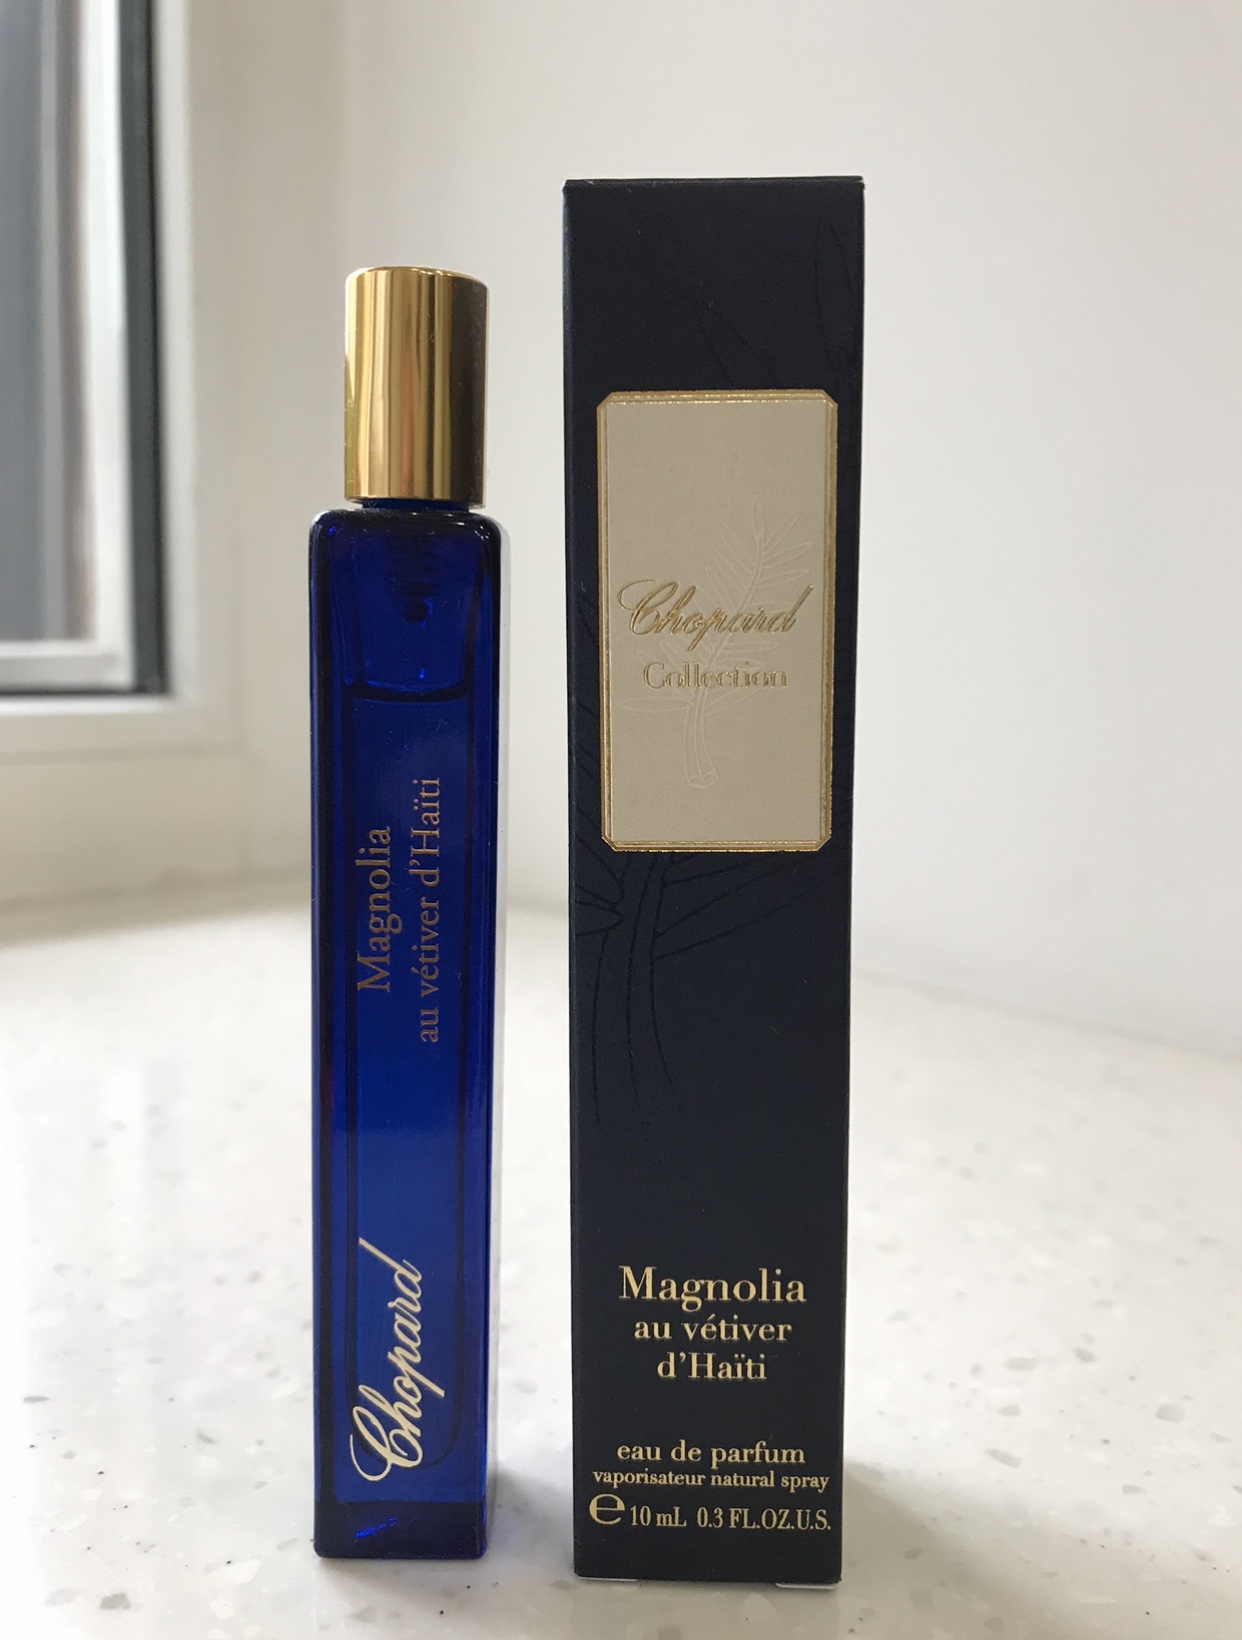 Magnolia
au vétiver d'Haïti
Chopard
Chopard
Collection
Magnolia
au vétiver
d'Haïti
eau de parfum
vaporisateur natural spray
℮ 10 mL 0.3 FL.OZ.U.S.